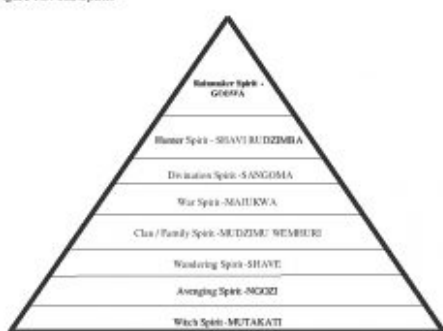 Rainmaker Spirit -
GOSWA
Hunter Spirit - SHAVI RUDZIMBA
Divination Spirit -SANGOMA
War Spirit -MAJUKWA
Clan / Family Spirit -MUDZIMU WEMHURI
Wandering Spirit -SHAVE
Avenging Spirit -NGOZI
Witch Spirit -MUTAKATI